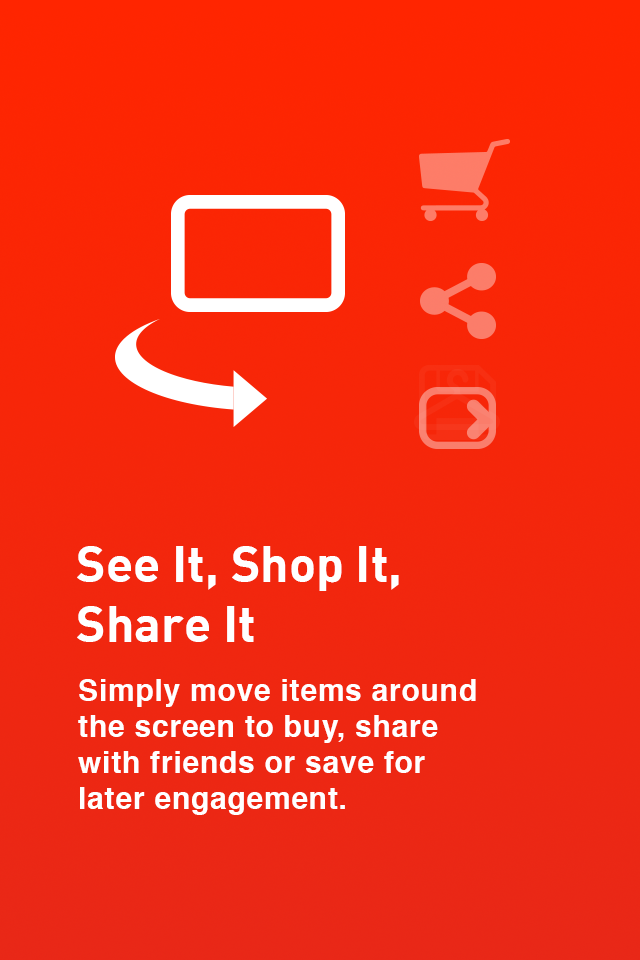 See It, Shop It,
Share It
Simply move items around
the screen to buy, share
with friends or save for
later engagement.